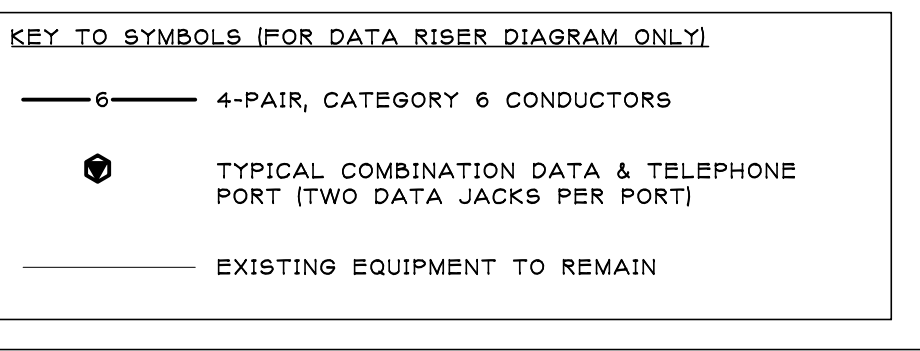 KEY TO SYMBOLS (FOR DATA RISER DIAGRAM ONLY)
6 4-PAIR, CATEGORY 6 CONDUCTORS
TYPICAL COMBINATION DATA & TELEPHONE
PORT (TWO DATA JACKS PER PORT)
EXISTING EQUIPMENT TO REMAIN